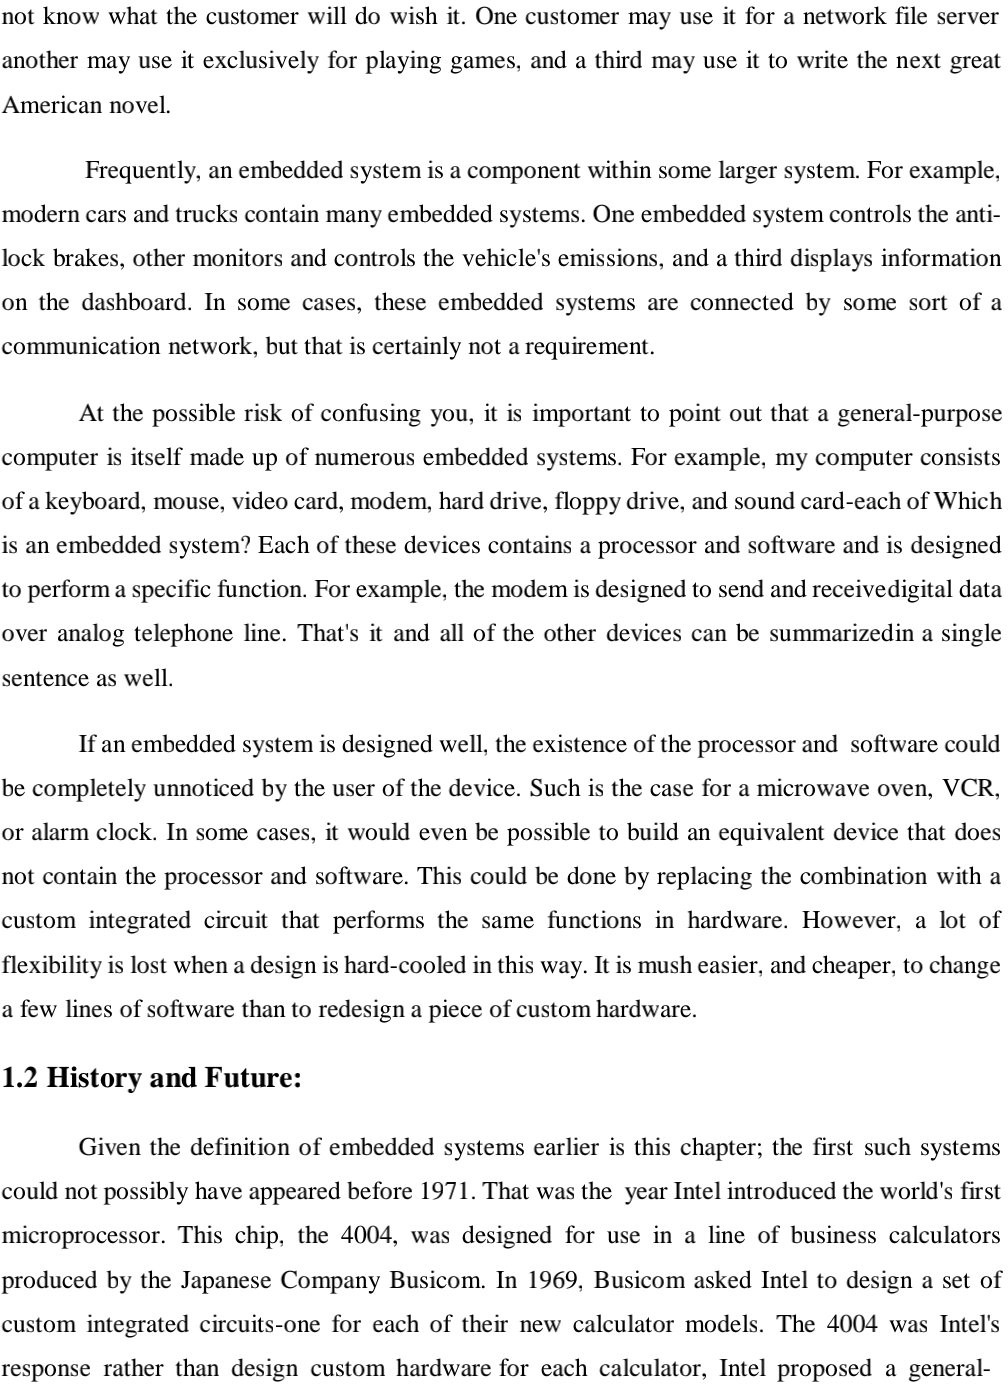 not know what the customer will do wish it. One customer may use it for a network file server
another may use it exclusively for playing games, and a third may use it to write the next great
American novel.
Frequently, an embedded system is a component within some larger system. For example,
modern cars and trucks contain many embedded systems. One embedded system controls the anti-
lock brakes, other monitors and controls the vehicle's emissions, and a third displays information
on the dashboard. In some cases, these embedded systems are connected by some sort of a
communication network, but that is certainly not a requirement.
At the possible risk of confusing you, it is important to point out that a general-purpose
computer is itself made up of numerous embedded systems. For example, my computer consists
of a keyboard, mouse, video card, modem, hard drive, floppy drive, and sound card-each of Which
is an embedded system? Each of these devices contains a processor and software and is designed
to perform a specific function. For example, the modem is designed to send and receivedigital data
over analog telephone line. That's it and all of the other devices can be summarizedin a single
sentence as well.
If an embedded system is designed well, the existence of the processor and software could
be completely unnoticed by the user of the device. Such is the case for a microwave oven, VCR,
or alarm clock. In some cases, it would even be possible to build an equivalent device that does
not contain the processor and software. This could be done by replacing the combination with a
custom integrated circuit that performs the same functions in hardware. However, a lot of
flexibility is lost when a design is hard-cooled in this way. It is mush easier, and cheaper, to change
a few lines of software than to redesign a piece of custom hardware.
1.2 History and Future:
Given the definition of embedded systems earlier is this chapter; the first such systems
could not possibly have appeared before 1971. That was the year Intel introduced the world's first
microprocessor. This chip, the 4004, was designed for use in a line of business calculators
produced by the Japanese Company Busicom. In 1969, Busicom asked Intel to design a set of
custom integrated circuits-one for each of their new calculator models. The 4004 was Intel's
response rather than design custom hardware for each calculator, Intel proposed a general-